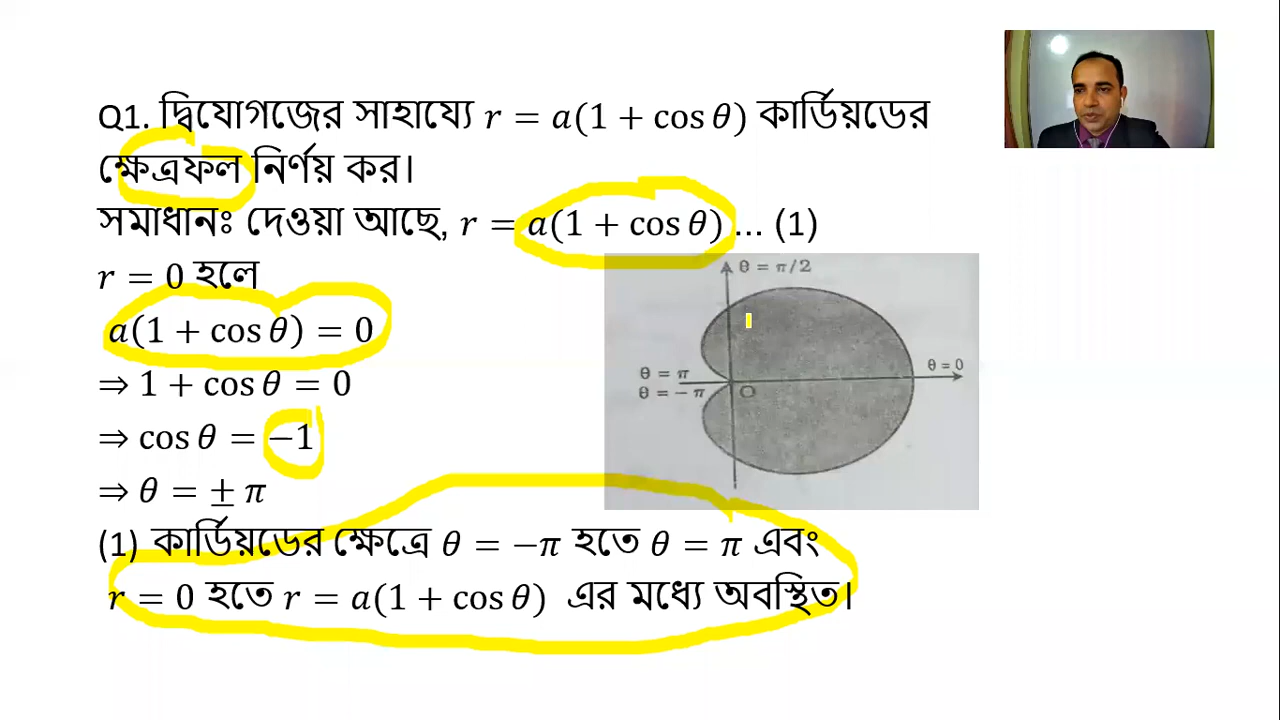 Q1. দ্বিযোগজের সাহায্যে r = a(1 + cos θ) কার্ডিয়ডের
ক্ষেত্রফল নির্ণয় কর।
সমাধানঃ দেওয়া আছে, r = a(1 + cos θ) … (1)
r = 0 হলে
a(1 + cos θ) = 0
⇒ 1 + cos θ = 0
⇒ cos θ = −1
⇒ θ = ± π
(1) কার্ডিয়ডের ক্ষেত্রে θ = −π হতে θ = π এবং
r = 0 হতে r = a(1 + cos θ) এর মধ্যে অবস্থিত।
θ = π/2
θ = 0
θ = π
θ = − π
O